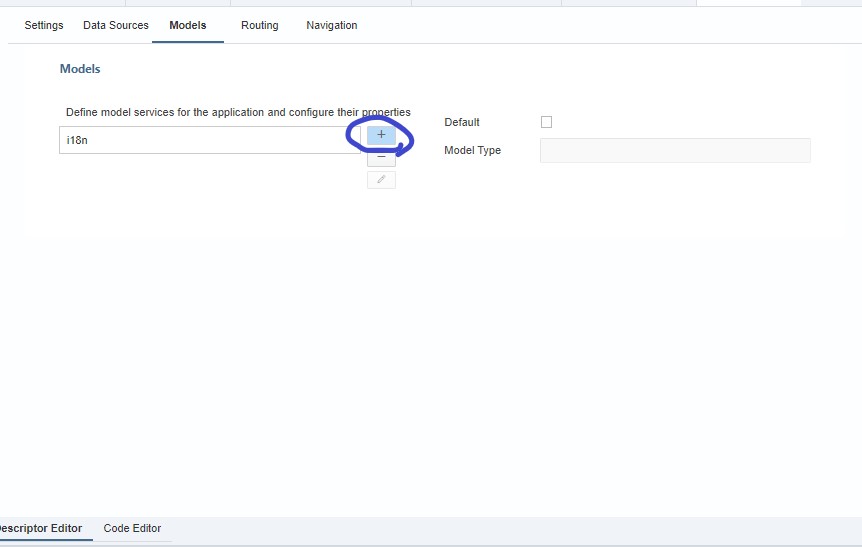 Settings Data Sources Models Routing Navigation
Models
Define model services for the application and configure their properties
i18n
+
−
Default
Model Type
escriptor Editor Code Editor